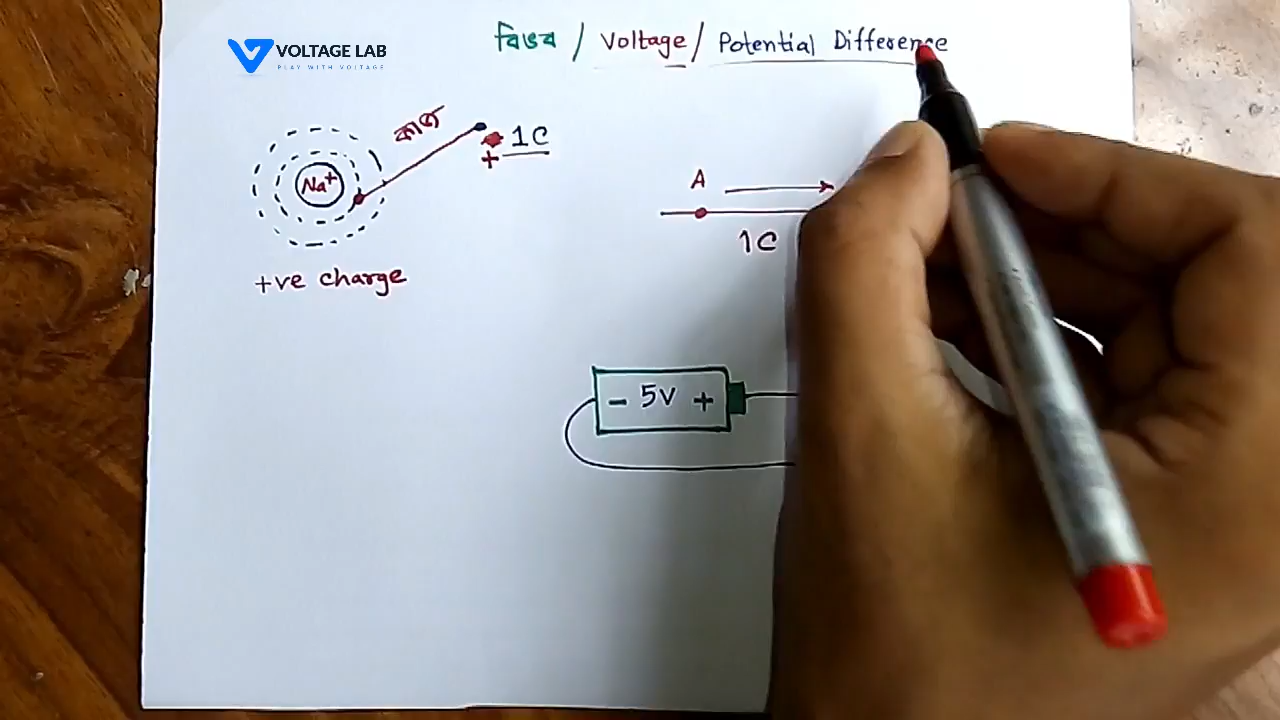 VOLTAGE LAB
PLAY WITH VOLTAGE
বিভব / Voltage / Potential Difference
কাজ
1C
+
Na+
+ve charge
A
1C
- 5V +